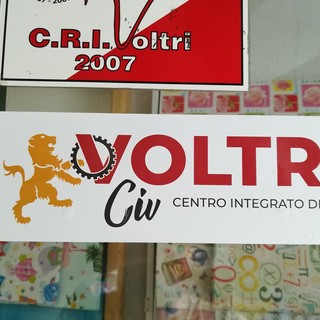 C.R.I. Voltri
2007
VOLTR
Civ
CENTRO INTEGRATO DI